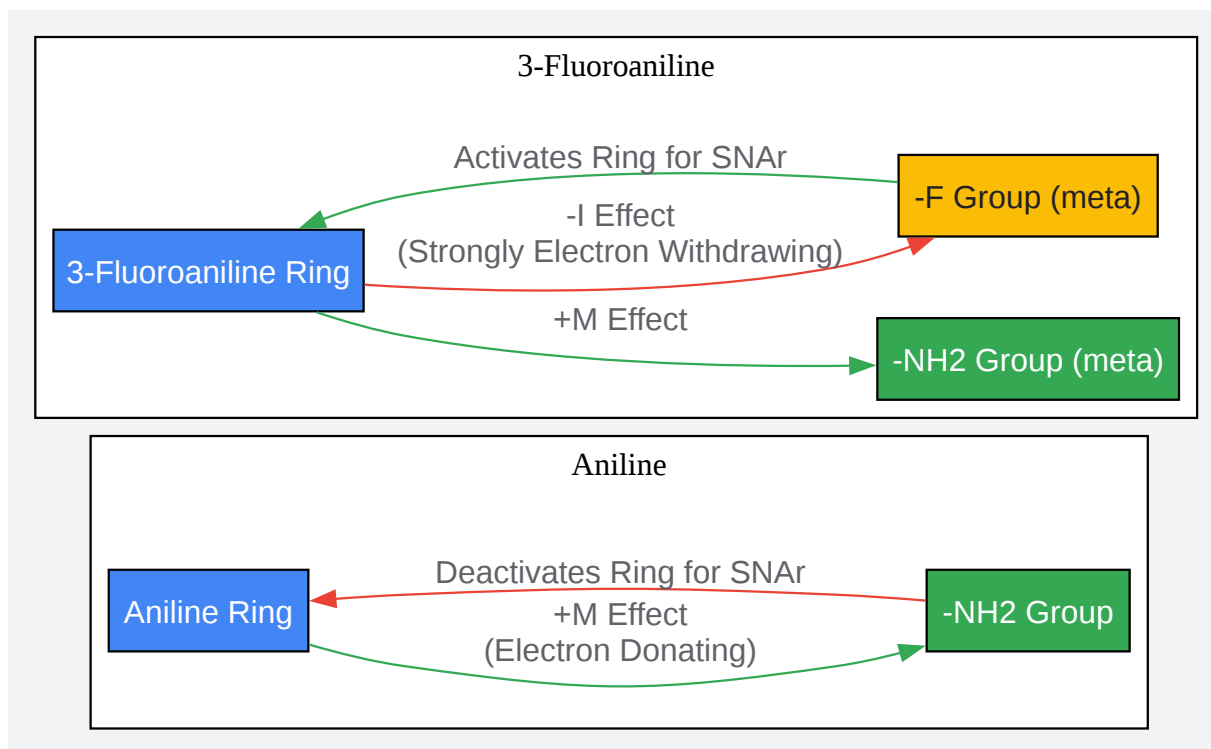 3-Fluoroaniline
Activates Ring for SNAr
-F Group (meta)
-I Effect
(Strongly Electron Withdrawing)
3-Fluoroaniline Ring
+M Effect
-NH2 Group (meta)
Aniline
Deactivates Ring for SNAr
Aniline Ring
+M Effect
(Electron Donating)
-NH2 Group